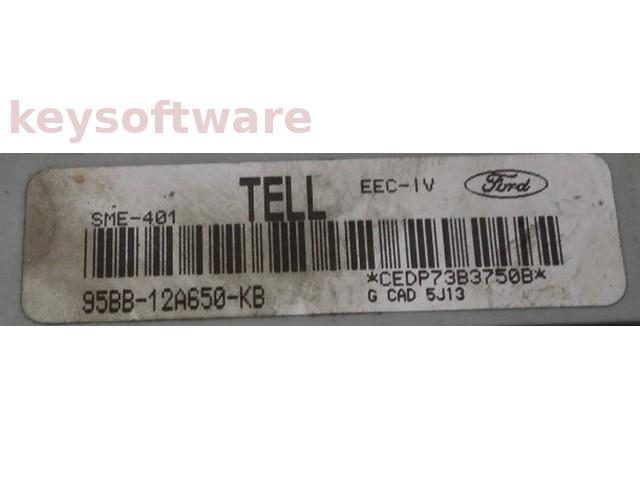 keysoftware
TELL EEC-IV Ford
SME-401
*CEDP73B3750B*
95BB-12A650-KB G CAD 5J13